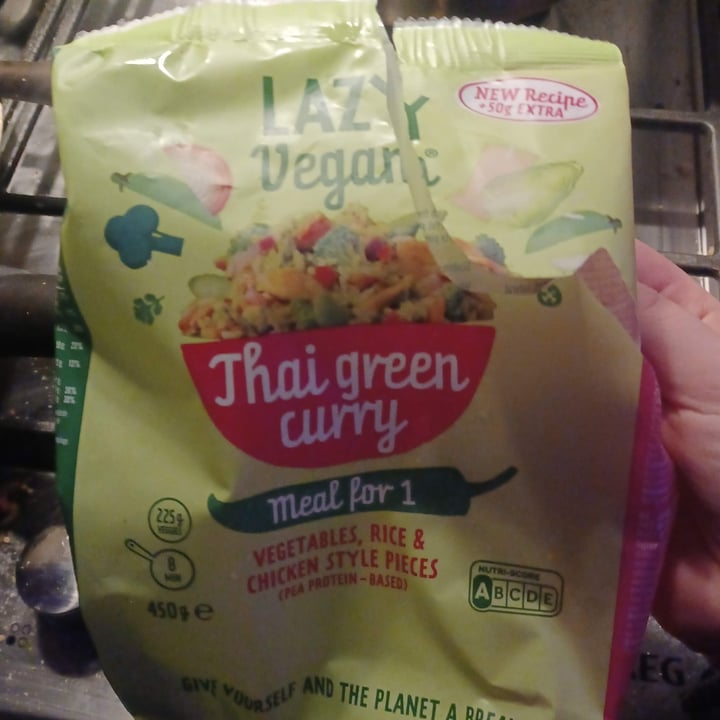 LAZY
Vegan®
NEW Recipe
+50g EXTRA
Thai green
curry
meal for 1
225g
VEGGIES
8
MIN
VEGETABLES, RICE &
CHICKEN STYLE PIECES
(PEA PROTEIN-BASED)
NUTRI-SCORE
A B C D E
450g e
GIVE YOURSELF AND THE PLANET A